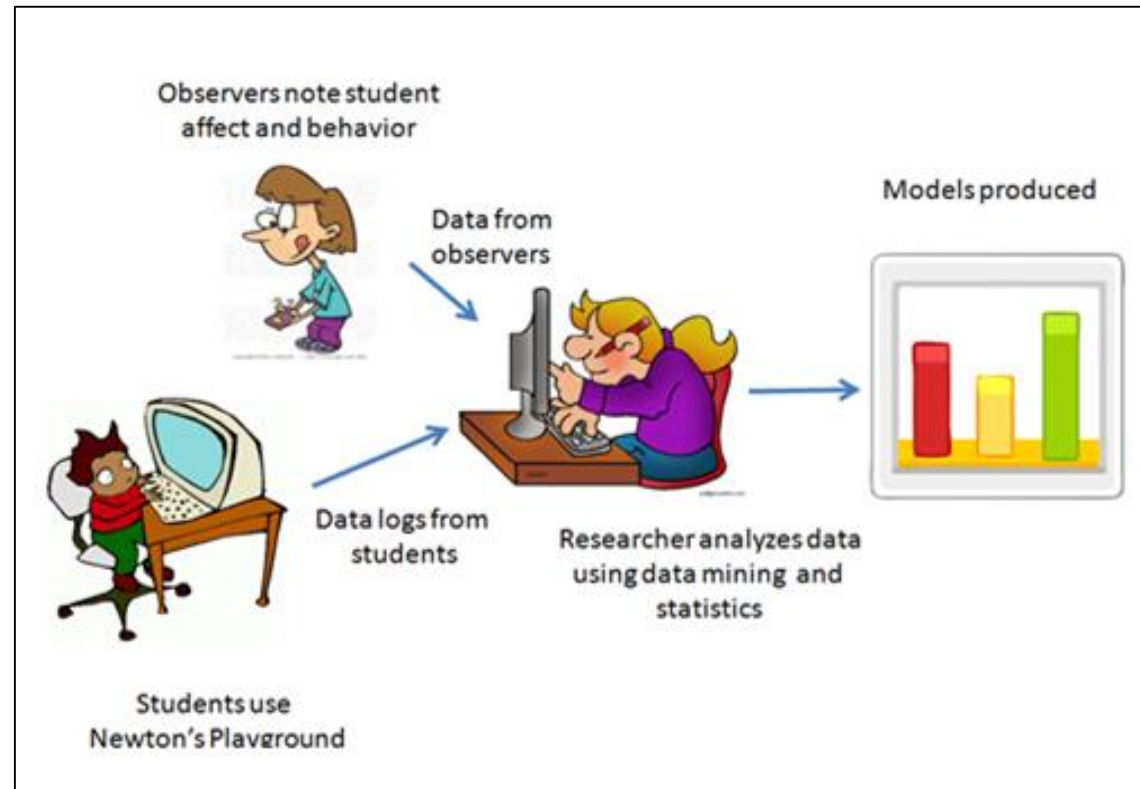 Observers note student
affect and behavior
Data from
observers
Models produced
Data logs from
students
Researcher analyzes data
using data mining and
statistics
Students use
Newton's Playground